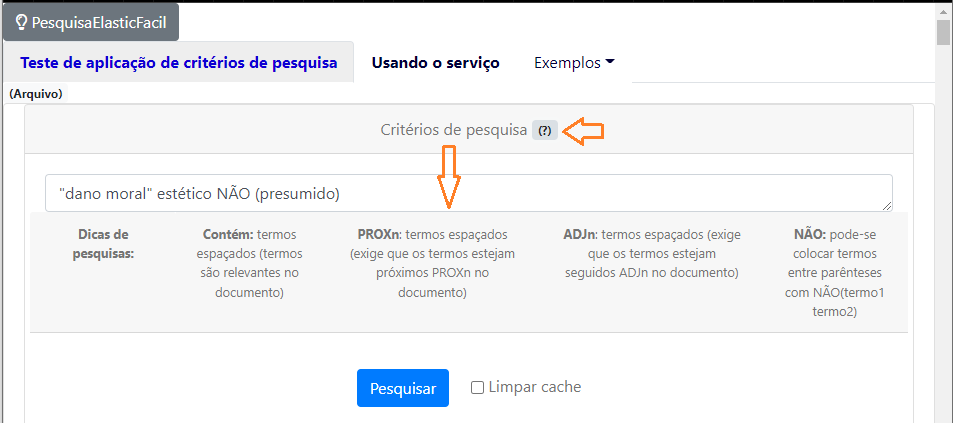 PesquisaElasticFacil
Teste de aplicação de critérios de pesquisa
Usando o serviço
Exemplos
(Arquivo)
Critérios de pesquisa (?)
"dano moral" estético NÃO (presumido)
Dicas de
pesquisas:
Contém: termos
espaçados (termos
são relevantes no
documento)
PROXn: termos espaçados
(exige que os termos estejam
próximos PROXn no
documento)
ADJn: termos espaçados (exige
que os termos estejam
seguidos ADJn no documento)
NÃO: pode-se
colocar termos
entre parênteses
com NÃO(termo1
termo2)
Pesquisar
Limpar cache